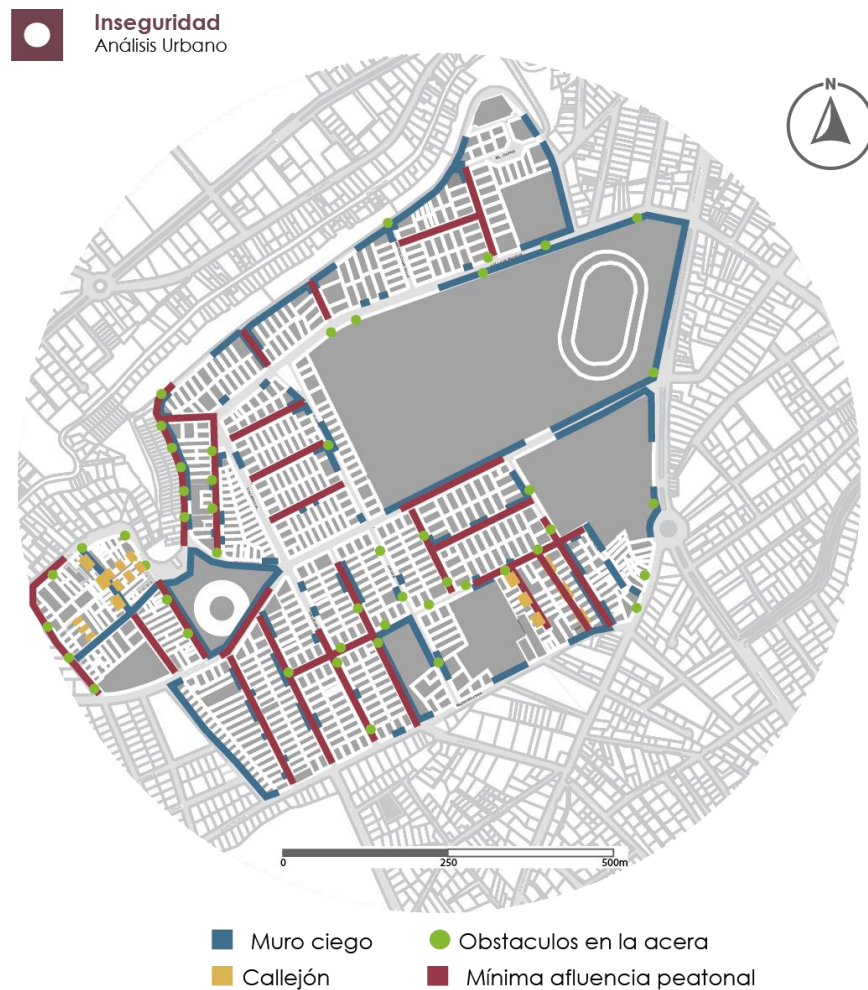 Inseguridad
Análisis Urbano
N
0 250 500m
Muro ciego
Obstaculos en la acera
Callejón
Mínima afluencia peatonal